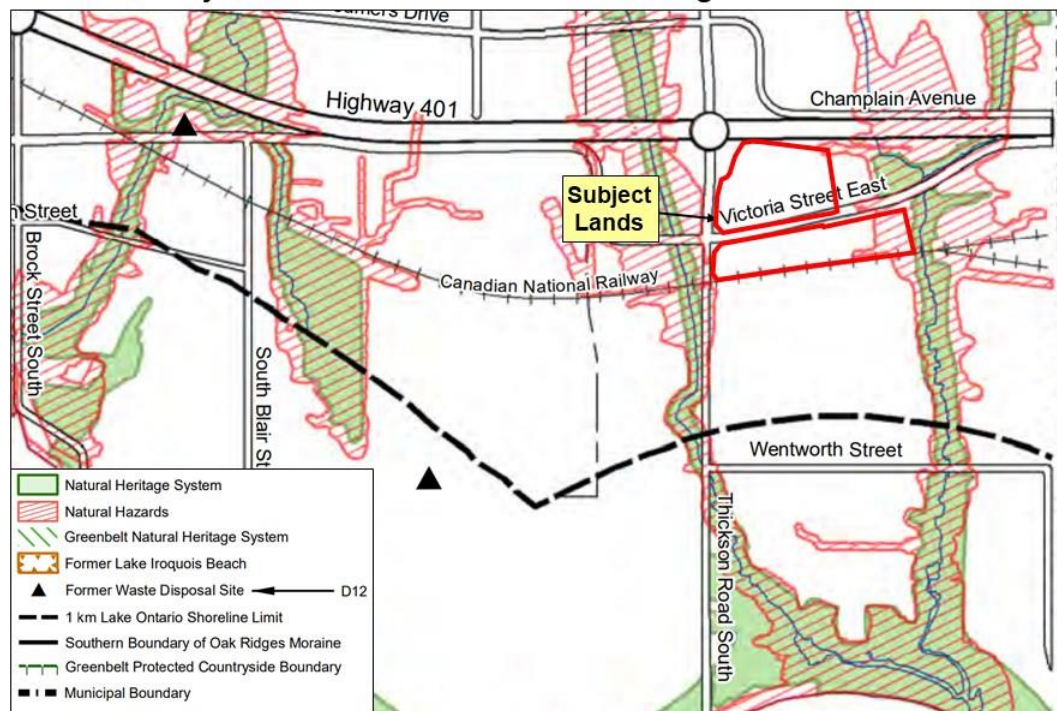 Drive
Highway 401
Champlain Avenue
Subject
Lands
Victoria Street East
Street
Canadian National Railway
Brock Street South
South Blair St
Wentworth Street
Thickson Road South
Natural Heritage System
Natural Hazards
Greenbelt Natural Heritage System
Former Lake Iroquois Beach
Former Waste Disposal Site
D12
1 km Lake Ontario Shoreline Limit
Southern Boundary of Oak Ridges Moraine
Greenbelt Protected Countryside Boundary
Municipal Boundary